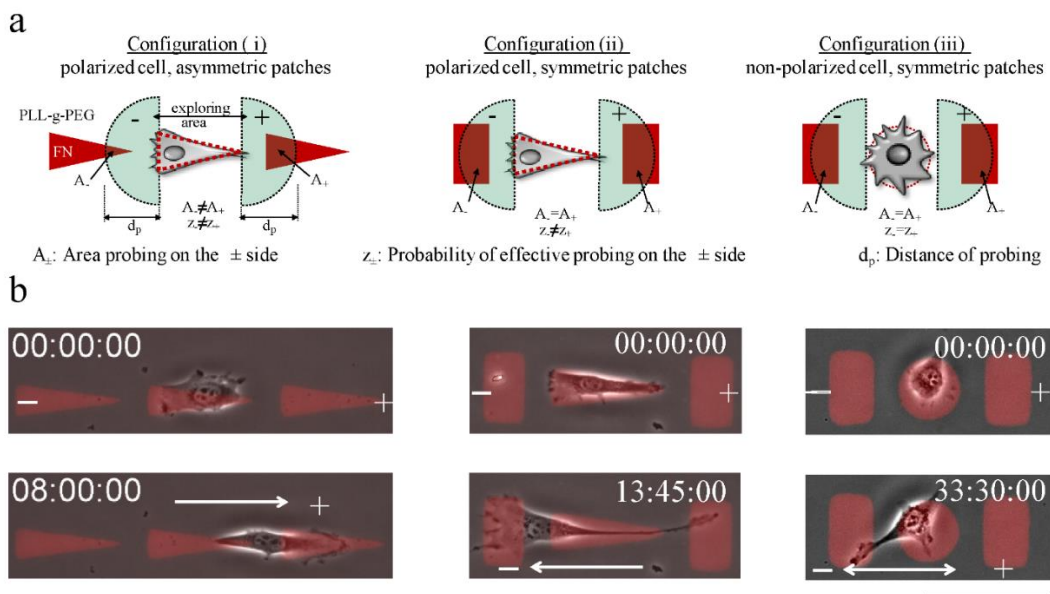 a
Configuration ( i)
polarized cell, asymmetric patches
Configuration (ii)
polarized cell, symmetric patches
Configuration (iii)
non-polarized cell, symmetric patches
PLL-g-PEG
FN
-
exploring
area
+
A₋
A₊
dₚ
A₋≠A₊
z₋≠z₊
dₚ
-
+
A₋
A₊
A₋=A₊
z₋≠z₊
-
+
A₋
A₊
A₋=A₊
z₋=z₊
A±: Area probing on the ± side
z±: Probability of effective probing on the ± side
dₚ: Distance of probing
b
00:00:00
-
+
00:00:00
-
+
00:00:00
-
+
08:00:00
+
13:45:00
-
33:30:00
-
+